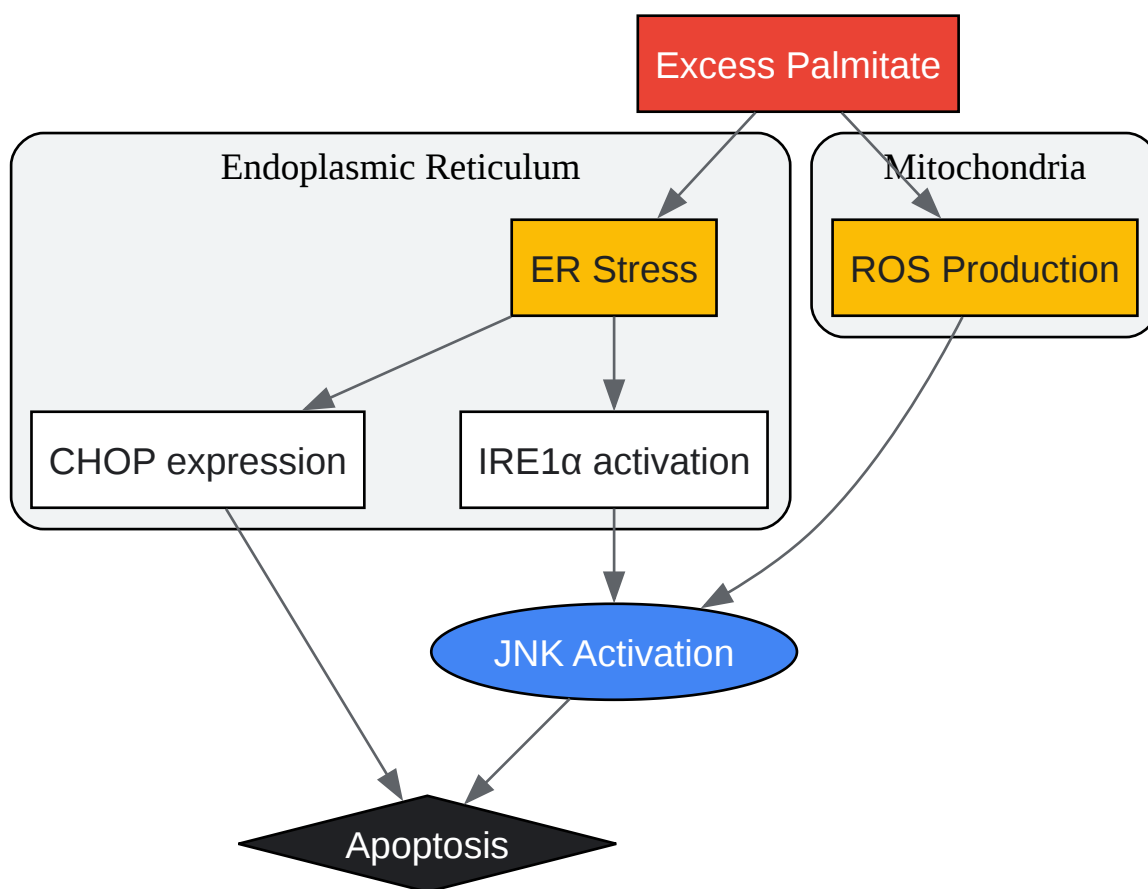 Excess Palmitate
Endoplasmic Reticulum
Mitochondria
ER Stress
ROS Production
CHOP expression
IRE1α activation
JNK Activation
Apoptosis